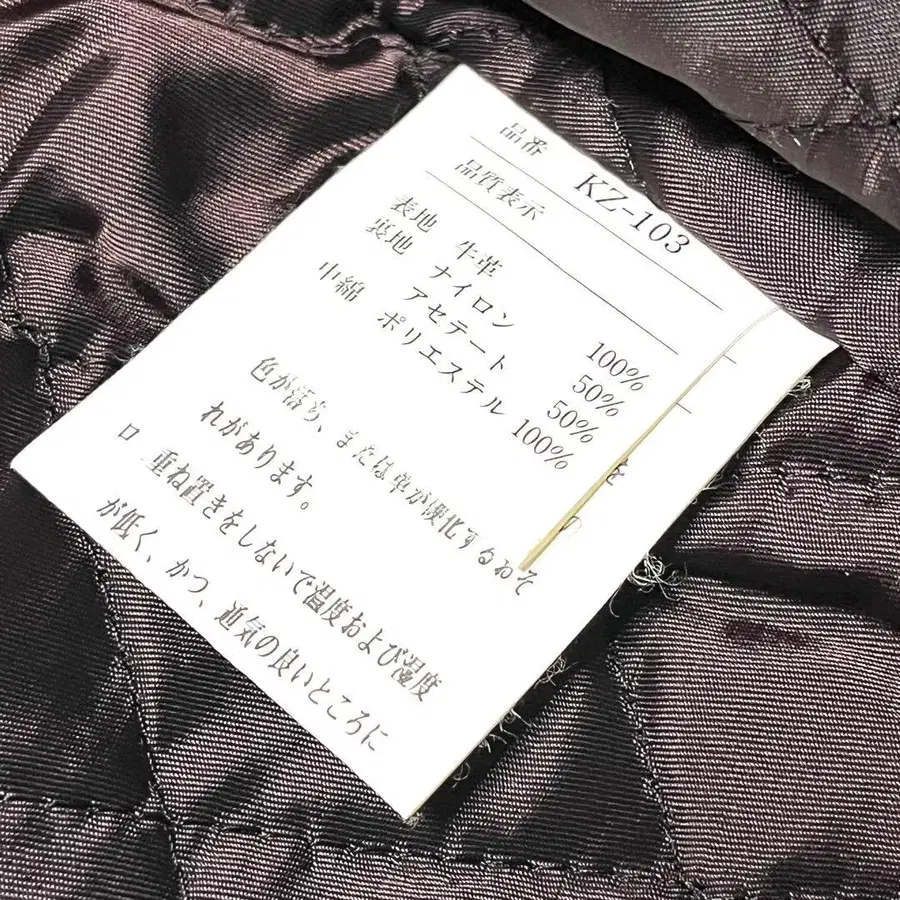 品番 KZ-103
品質表示
表地 牛革 100%
裏地 ナイロン 50%
アセテート 50%
中綿 ポリエステル 100%
を
の
色が落ち、または革が硬化するおそ
れがあります。
ロ 重ね置きをしないで温度および湿度
が低く、かつ、通気の良いところに